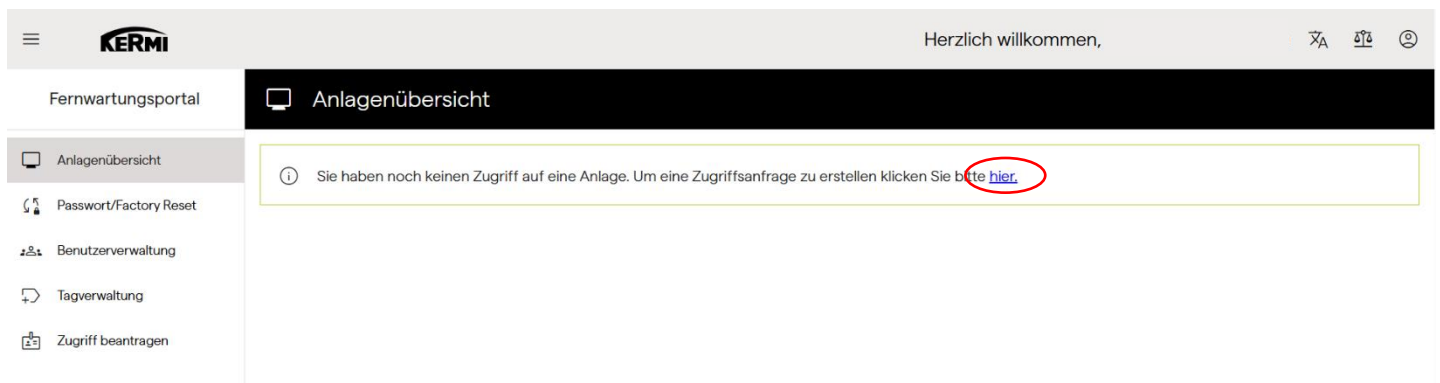 KERMI
Herzlich willkommen,
Fernwartungsportal
Anlagenübersicht
Anlagenübersicht
Passwort/Factory Reset
Benutzerverwaltung
Tagverwaltung
Zugriff beantragen
Sie haben noch keinen Zugriff auf eine Anlage. Um eine Zugriffsanfrage zu erstellen klicken Sie bitte hier.